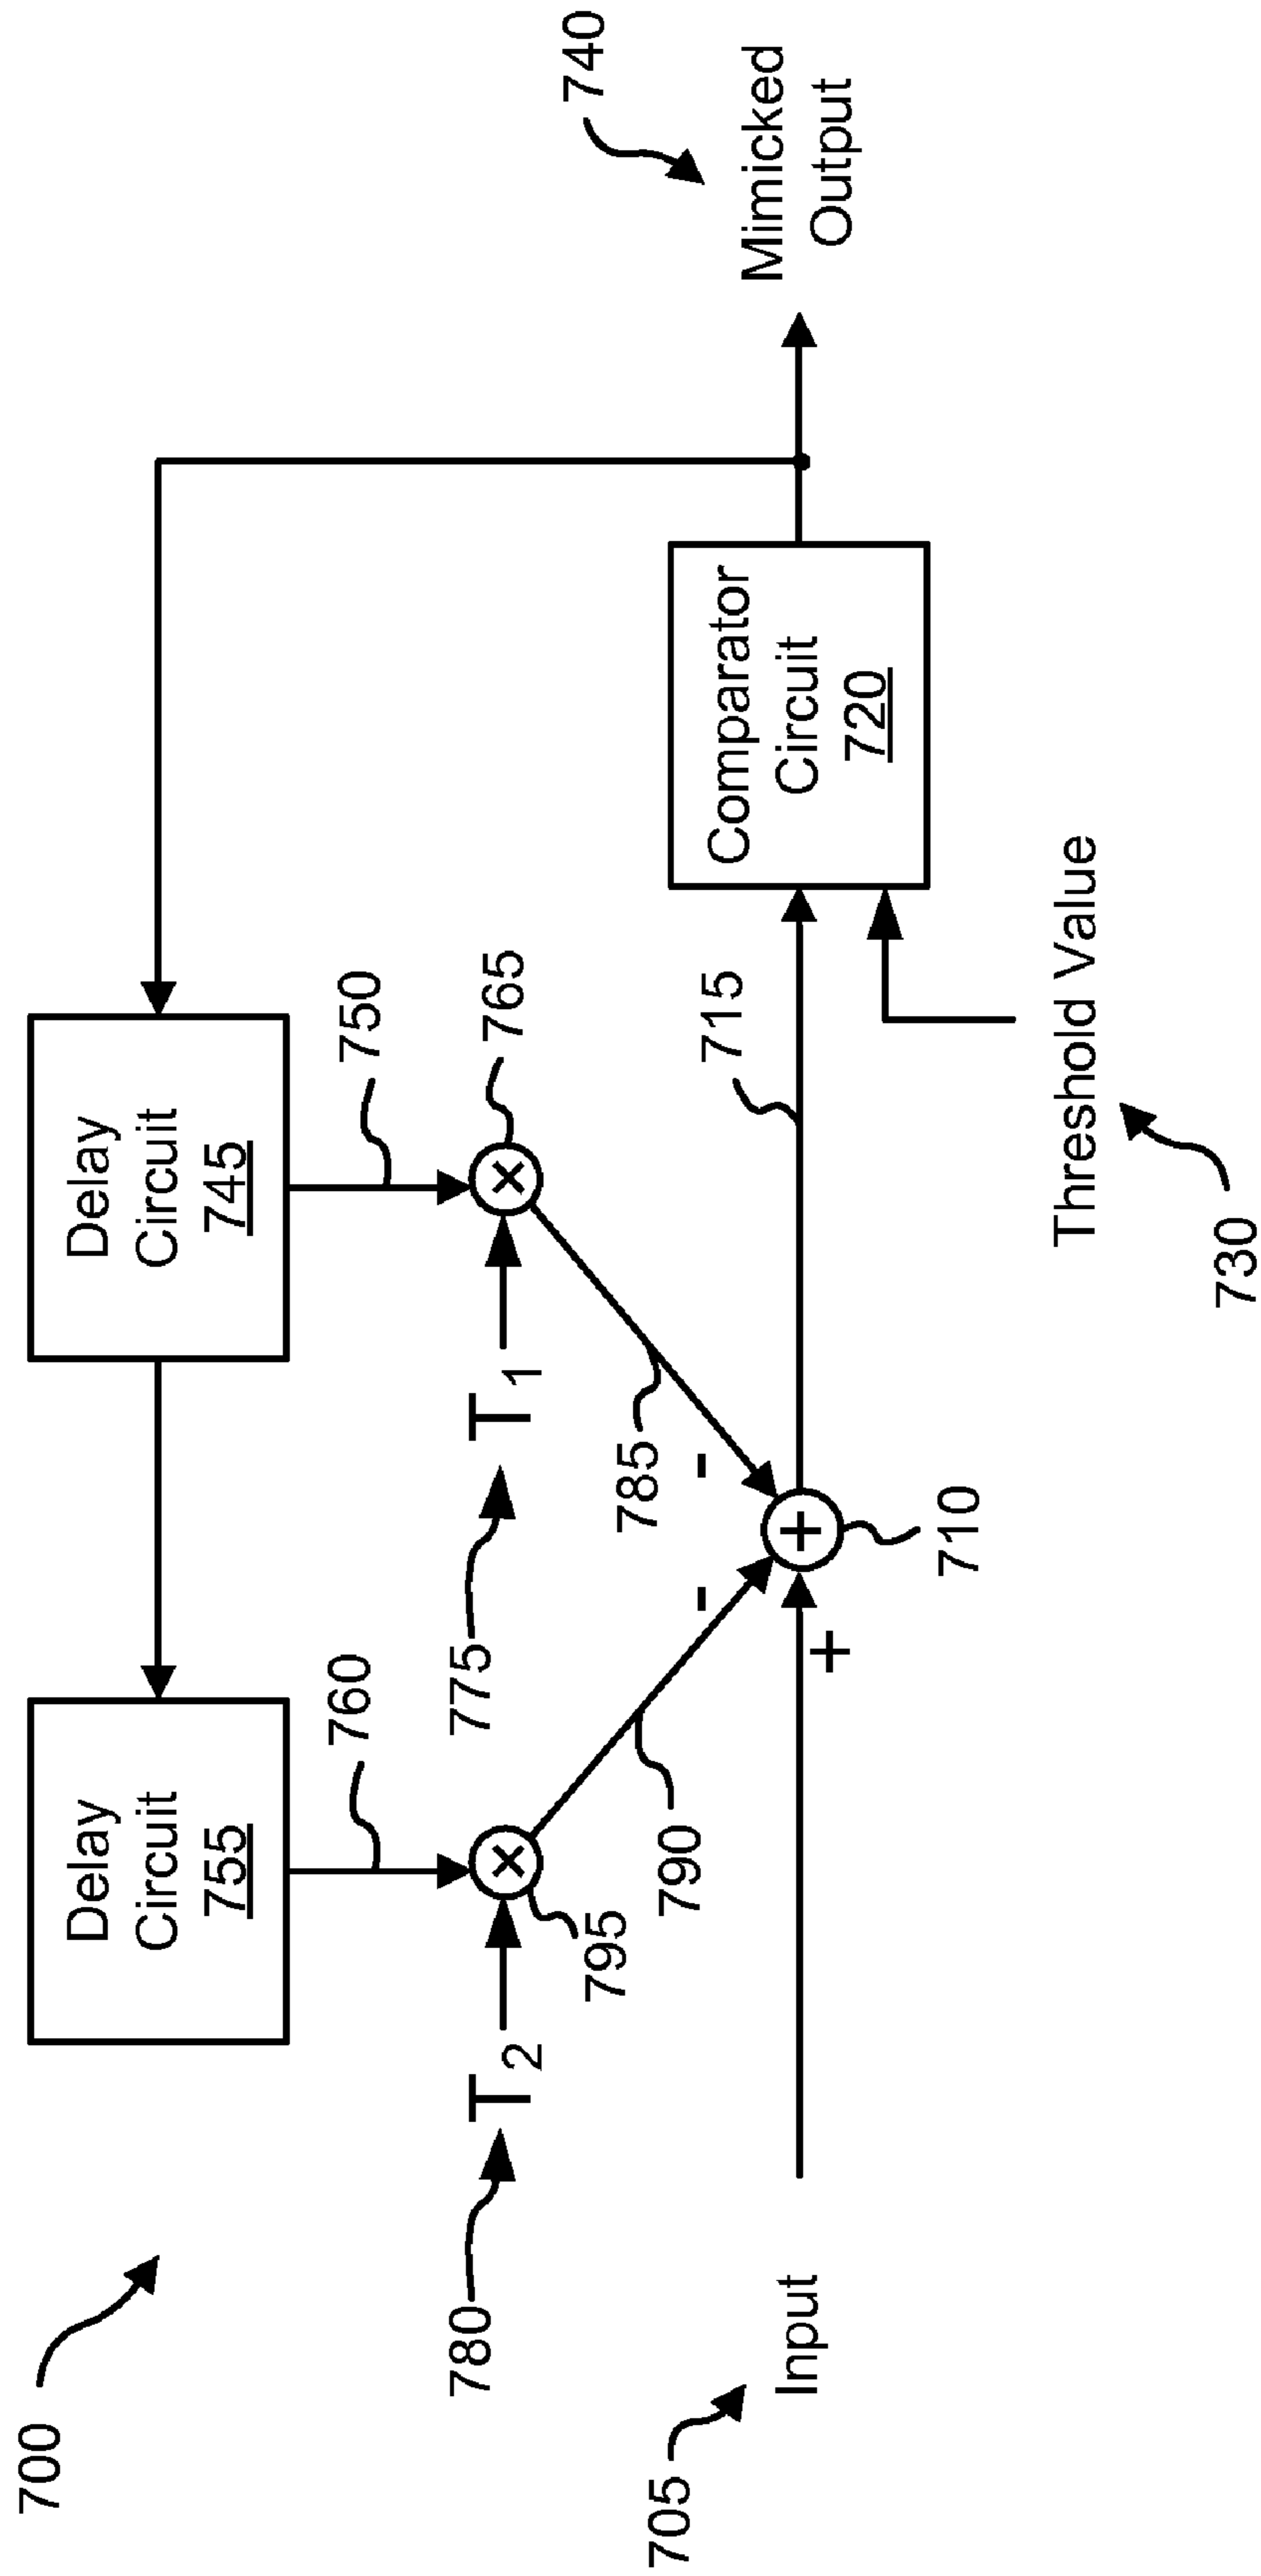 700
Delay
Circuit
755
Delay
Circuit
745
760
750
780
T2
795
775
T1
765
740
790
785
-
-
715
Comparator
Circuit
720
Mimicked
Output
705
Input
+
+
710
×
×
Threshold Value
730